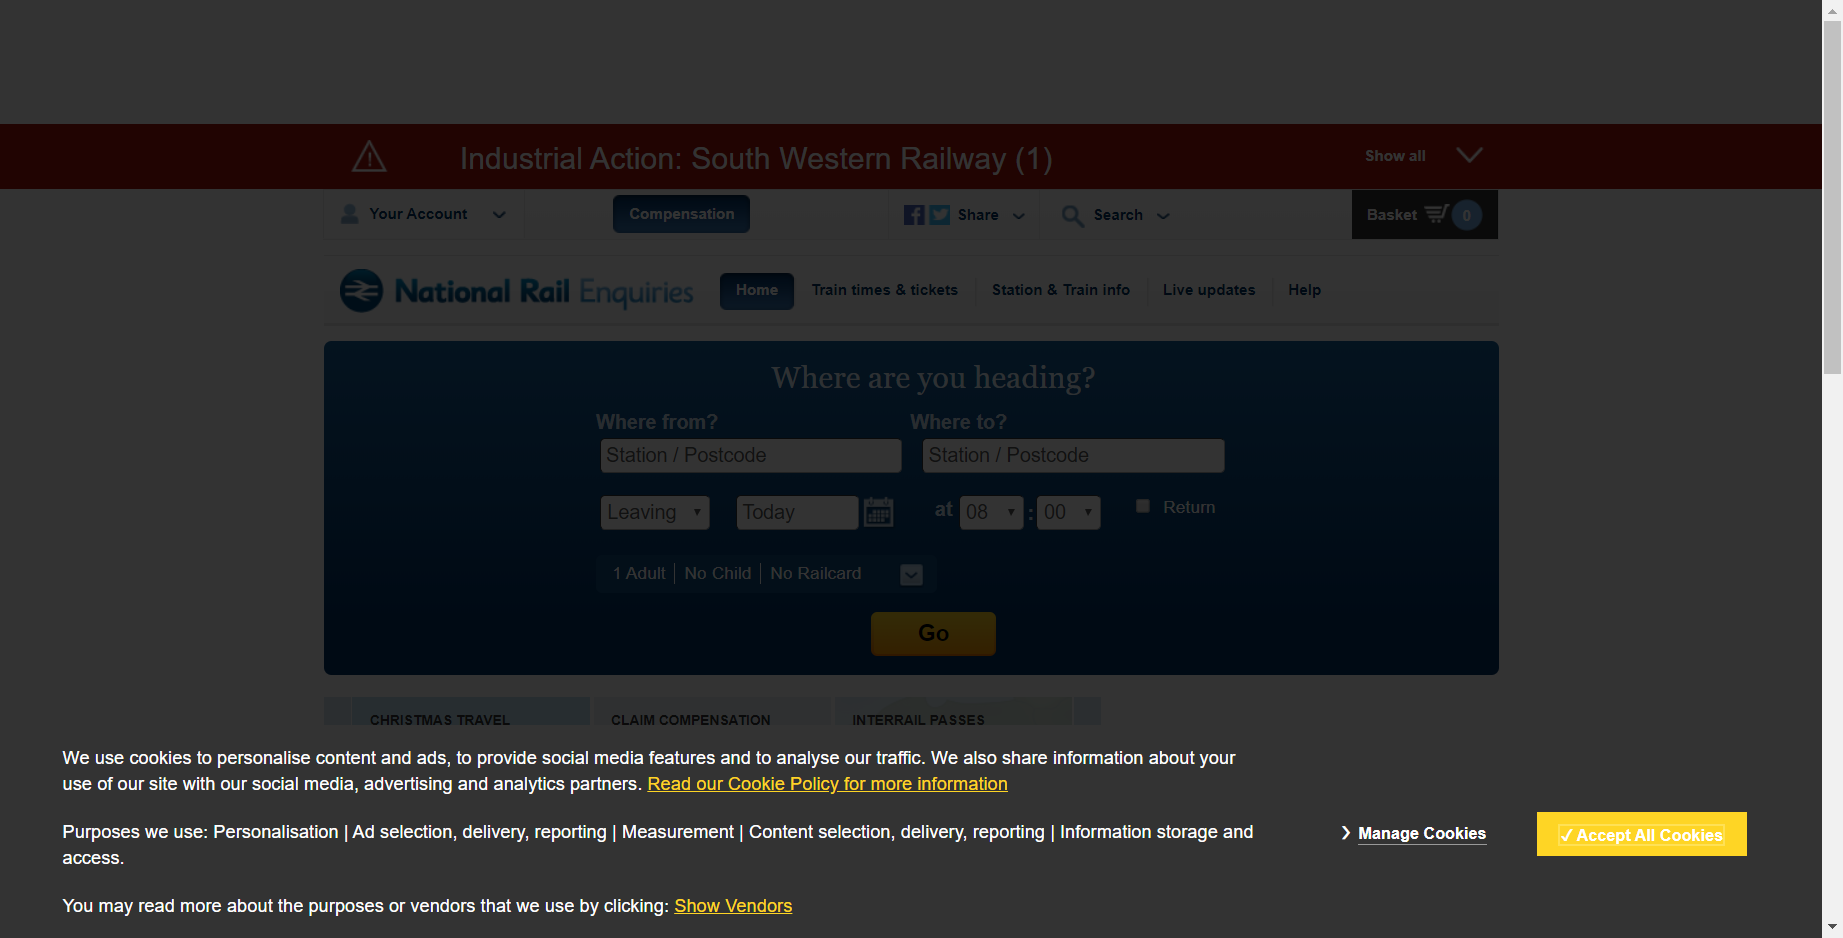 Industrial Action: South Western Railway (1)
Show all
Your Account
Compensation
Share
Search
Basket 0
National Rail Enquiries
Home
Train times & tickets
Station & Train info
Live updates
Help
Where are you heading?
Where from?
Where to?
Station / Postcode
Station / Postcode
Leaving
Today
at 08 : 00
Return
1 Adult | No Child | No Railcard
Go
CHRISTMAS TRAVEL
CLAIM COMPENSATION
INTERRAIL PASSES
We use cookies to personalise content and ads, to provide social media features and to analyse our traffic. We also share information about your
use of our site with our social media, advertising and analytics partners. Read our Cookie Policy for more information
Purposes we use: Personalisation | Ad selection, delivery, reporting | Measurement | Content selection, delivery, reporting | Information storage and
access.
Manage Cookies
✓ Accept All Cookies
You may read more about the purposes or vendors that we use by clicking: Show Vendors